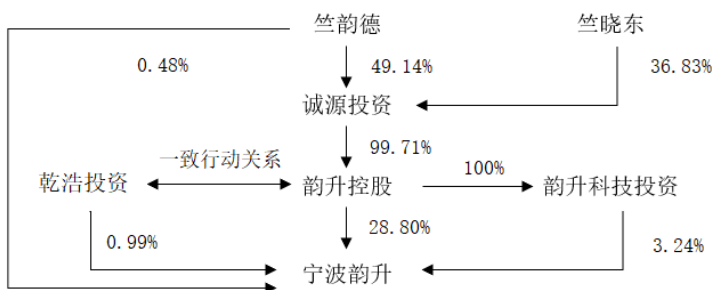 竺韵德
竺晓东
0.48%
49.14%
36.83%
诚源投资
一致行动关系
99.71%
100%
乾浩投资
韵升控股
韵升科技投资
28.80%
0.99%
3.24%
宁波韵升